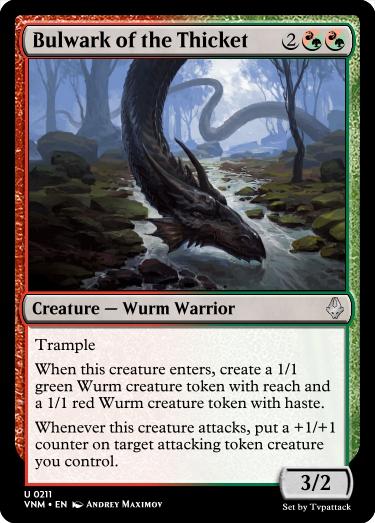 Bulwark of the Thicket 2
Creature — Wurm Warrior
Trample
When this creature enters, create a 1/1
green Wurm creature token with reach and
a 1/1 red Wurm creature token with haste.
Whenever this creature attacks, put a +1/+1
counter on target attacking token creature
you control.
3/2
U 0211
VNM • EN Andrey Maximov
Set by Tvpattack